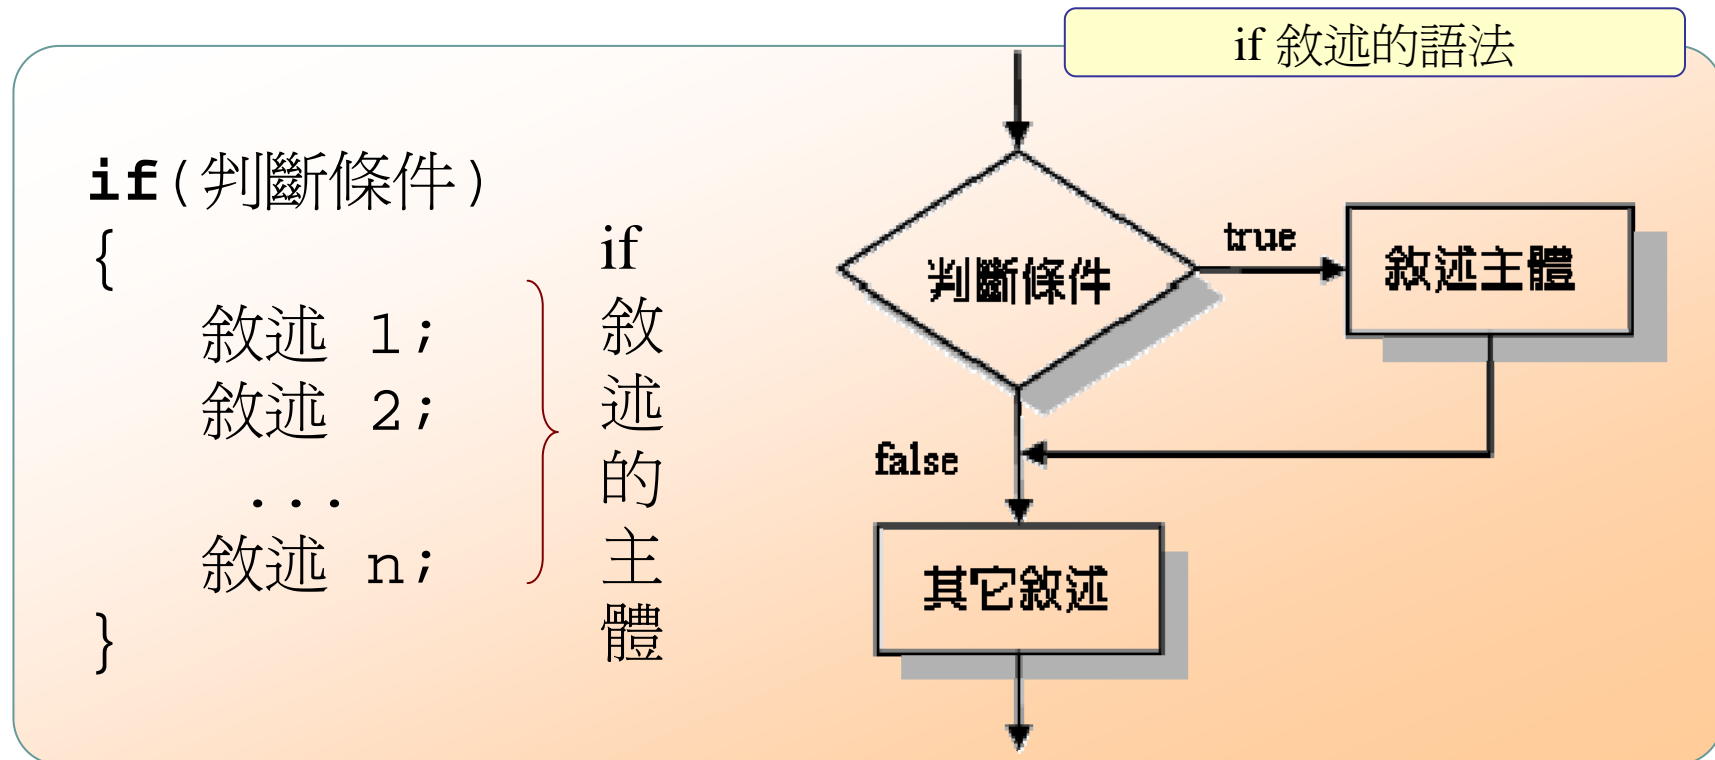 if 敘述的語法
if(判斷條件)
{
敘述 1;
敘述 2;
...
敘述 n;
}
if
敘
述
的
主
體
判斷條件
true
敘述主體
false
其它敘述